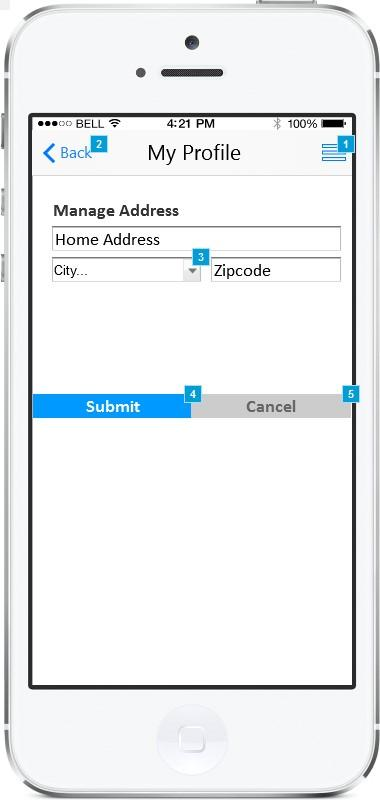 BELL 4:21 PM 100%
Back 2 My Profile 1
Manage Address
Home Address
City... 3 Zipcode
Submit 4 Cancel 5